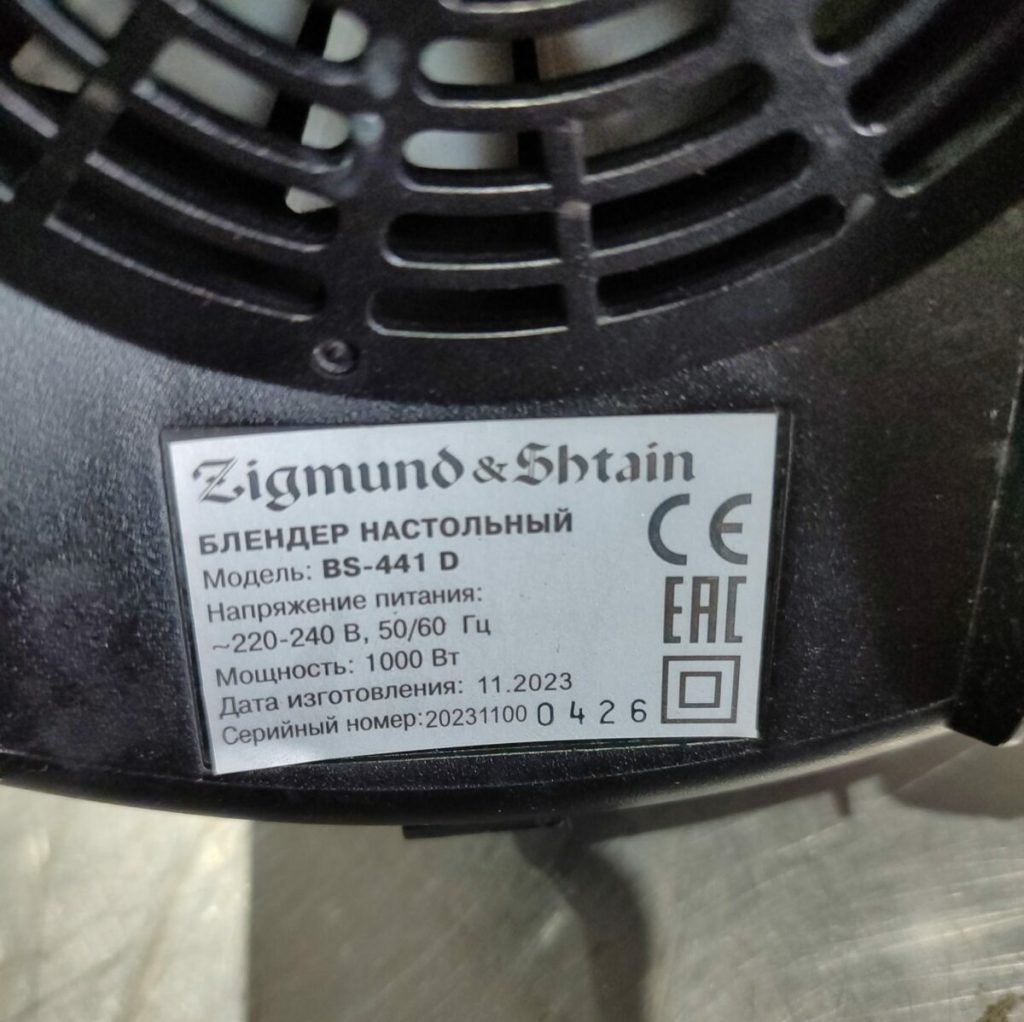 Zigmund & Shtain
БЛЕНДЕР НАСТОЛЬНЫЙ
Модель: BS-441 D
Напряжение питания:
~220-240 В, 50/60 Гц
Мощность: 1000 Вт
Дата изготовления: 11.2023
Серийный номер:20231100 0426
CE
EAC